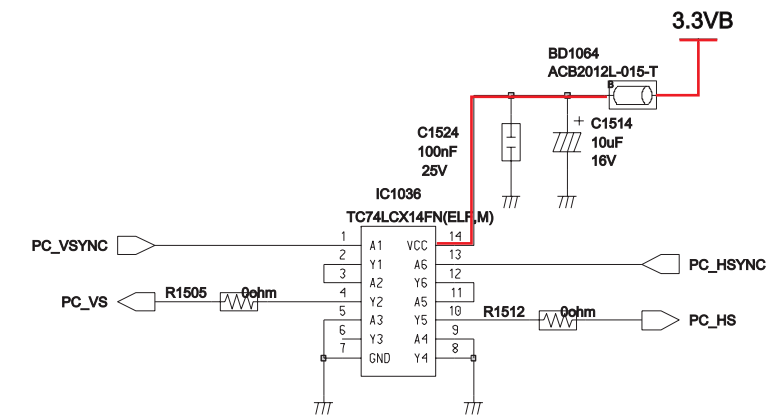 3.3VB
BD1064
ACB2012L-015-T
B
C1524
100nF
25V
+ C1514
10uF
16V
IC1036
TC74LCX14FN(ELF,M)
PC_VSYNC 1 A1 VCC 14
2 Y1 A6 13 PC_HSYNC
3 A2 Y6 12
PC_VS R1505 0ohm 4 Y2 A5 11
5 A3 Y5 10 R1512 0ohm PC_HS
6 Y3 A4 9
7 GND Y4 8